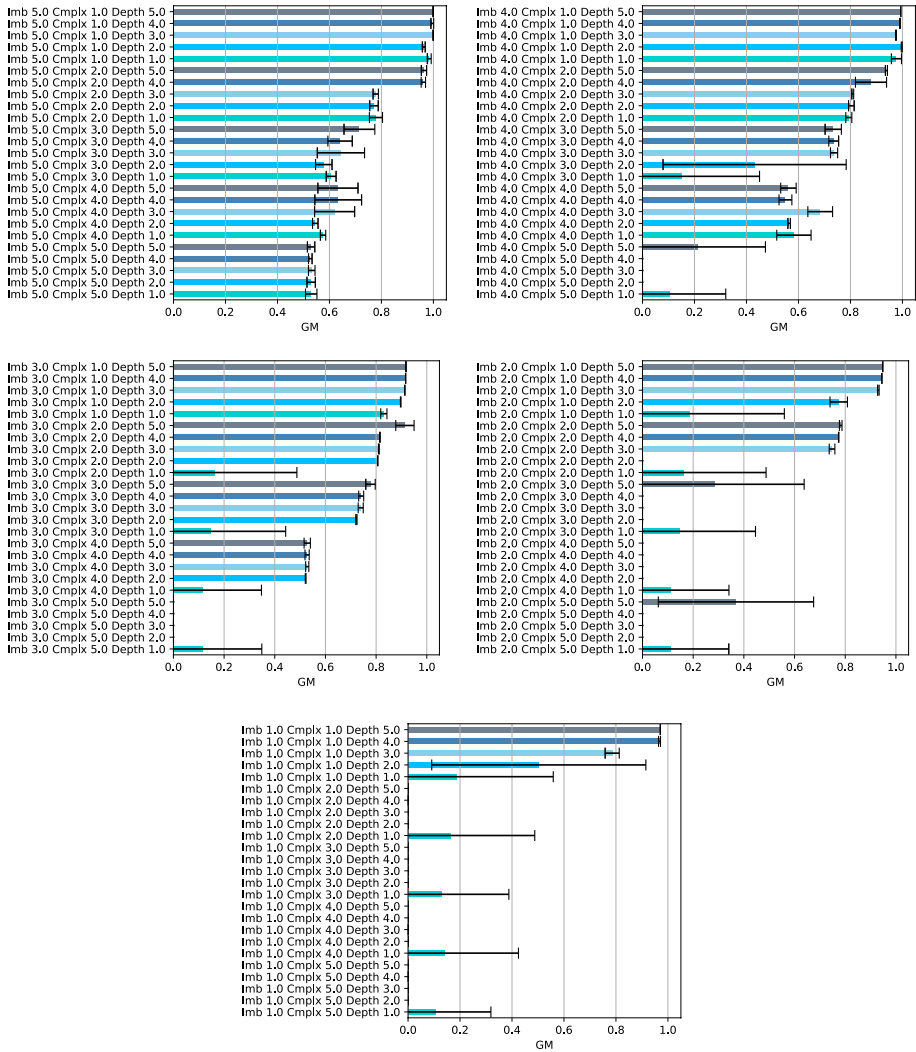 Imb 5.0 Cmplx 1.0 Depth 5.0
Imb 5.0 Cmplx 1.0 Depth 4.0
Imb 5.0 Cmplx 1.0 Depth 3.0
Imb 5.0 Cmplx 1.0 Depth 2.0
Imb 5.0 Cmplx 1.0 Depth 1.0
Imb 5.0 Cmplx 2.0 Depth 5.0
Imb 5.0 Cmplx 2.0 Depth 4.0
Imb 5.0 Cmplx 2.0 Depth 3.0
Imb 5.0 Cmplx 2.0 Depth 2.0
Imb 5.0 Cmplx 2.0 Depth 1.0
Imb 5.0 Cmplx 3.0 Depth 5.0
Imb 5.0 Cmplx 3.0 Depth 4.0
Imb 5.0 Cmplx 3.0 Depth 3.0
Imb 5.0 Cmplx 3.0 Depth 2.0
Imb 5.0 Cmplx 3.0 Depth 1.0
Imb 5.0 Cmplx 4.0 Depth 5.0
Imb 5.0 Cmplx 4.0 Depth 4.0
Imb 5.0 Cmplx 4.0 Depth 3.0
Imb 5.0 Cmplx 4.0 Depth 2.0
Imb 5.0 Cmplx 4.0 Depth 1.0
Imb 5.0 Cmplx 5.0 Depth 5.0
Imb 5.0 Cmplx 5.0 Depth 4.0
Imb 5.0 Cmplx 5.0 Depth 3.0
Imb 5.0 Cmplx 5.0 Depth 2.0
Imb 5.0 Cmplx 5.0 Depth 1.0
0.0 0.2 0.4 0.6 0.8 1.0
GM
Imb 4.0 Cmplx 1.0 Depth 5.0
Imb 4.0 Cmplx 1.0 Depth 4.0
Imb 4.0 Cmplx 1.0 Depth 3.0
Imb 4.0 Cmplx 1.0 Depth 2.0
Imb 4.0 Cmplx 1.0 Depth 1.0
Imb 4.0 Cmplx 2.0 Depth 5.0
Imb 4.0 Cmplx 2.0 Depth 4.0
Imb 4.0 Cmplx 2.0 Depth 3.0
Imb 4.0 Cmplx 2.0 Depth 2.0
Imb 4.0 Cmplx 2.0 Depth 1.0
Imb 4.0 Cmplx 3.0 Depth 5.0
Imb 4.0 Cmplx 3.0 Depth 4.0
Imb 4.0 Cmplx 3.0 Depth 3.0
Imb 4.0 Cmplx 3.0 Depth 2.0
Imb 4.0 Cmplx 3.0 Depth 1.0
Imb 4.0 Cmplx 4.0 Depth 5.0
Imb 4.0 Cmplx 4.0 Depth 4.0
Imb 4.0 Cmplx 4.0 Depth 3.0
Imb 4.0 Cmplx 4.0 Depth 2.0
Imb 4.0 Cmplx 4.0 Depth 1.0
Imb 4.0 Cmplx 5.0 Depth 5.0
Imb 4.0 Cmplx 5.0 Depth 4.0
Imb 4.0 Cmplx 5.0 Depth 3.0
Imb 4.0 Cmplx 5.0 Depth 2.0
Imb 4.0 Cmplx 5.0 Depth 1.0
0.0 0.2 0.4 0.6 0.8 1.0
GM
Imb 3.0 Cmplx 1.0 Depth 5.0
Imb 3.0 Cmplx 1.0 Depth 4.0
Imb 3.0 Cmplx 1.0 Depth 3.0
Imb 3.0 Cmplx 1.0 Depth 2.0
Imb 3.0 Cmplx 1.0 Depth 1.0
Imb 3.0 Cmplx 2.0 Depth 5.0
Imb 3.0 Cmplx 2.0 Depth 4.0
Imb 3.0 Cmplx 2.0 Depth 3.0
Imb 3.0 Cmplx 2.0 Depth 2.0
Imb 3.0 Cmplx 2.0 Depth 1.0
Imb 3.0 Cmplx 3.0 Depth 5.0
Imb 3.0 Cmplx 3.0 Depth 4.0
Imb 3.0 Cmplx 3.0 Depth 3.0
Imb 3.0 Cmplx 3.0 Depth 2.0
Imb 3.0 Cmplx 3.0 Depth 1.0
Imb 3.0 Cmplx 4.0 Depth 5.0
Imb 3.0 Cmplx 4.0 Depth 4.0
Imb 3.0 Cmplx 4.0 Depth 3.0
Imb 3.0 Cmplx 4.0 Depth 2.0
Imb 3.0 Cmplx 4.0 Depth 1.0
Imb 3.0 Cmplx 5.0 Depth 5.0
Imb 3.0 Cmplx 5.0 Depth 4.0
Imb 3.0 Cmplx 5.0 Depth 3.0
Imb 3.0 Cmplx 5.0 Depth 2.0
Imb 3.0 Cmplx 5.0 Depth 1.0
0.0 0.2 0.4 0.6 0.8 1.0
GM
Imb 2.0 Cmplx 1.0 Depth 5.0
Imb 2.0 Cmplx 1.0 Depth 4.0
Imb 2.0 Cmplx 1.0 Depth 3.0
Imb 2.0 Cmplx 1.0 Depth 2.0
Imb 2.0 Cmplx 1.0 Depth 1.0
Imb 2.0 Cmplx 2.0 Depth 5.0
Imb 2.0 Cmplx 2.0 Depth 4.0
Imb 2.0 Cmplx 2.0 Depth 3.0
Imb 2.0 Cmplx 2.0 Depth 2.0
Imb 2.0 Cmplx 2.0 Depth 1.0
Imb 2.0 Cmplx 3.0 Depth 5.0
Imb 2.0 Cmplx 3.0 Depth 4.0
Imb 2.0 Cmplx 3.0 Depth 3.0
Imb 2.0 Cmplx 3.0 Depth 2.0
Imb 2.0 Cmplx 3.0 Depth 1.0
Imb 2.0 Cmplx 4.0 Depth 5.0
Imb 2.0 Cmplx 4.0 Depth 4.0
Imb 2.0 Cmplx 4.0 Depth 3.0
Imb 2.0 Cmplx 4.0 Depth 2.0
Imb 2.0 Cmplx 4.0 Depth 1.0
Imb 2.0 Cmplx 5.0 Depth 5.0
Imb 2.0 Cmplx 5.0 Depth 4.0
Imb 2.0 Cmplx 5.0 Depth 3.0
Imb 2.0 Cmplx 5.0 Depth 2.0
Imb 2.0 Cmplx 5.0 Depth 1.0
0.0 0.2 0.4 0.6 0.8 1.0
GM
Imb 1.0 Cmplx 1.0 Depth 5.0
Imb 1.0 Cmplx 1.0 Depth 4.0
Imb 1.0 Cmplx 1.0 Depth 3.0
Imb 1.0 Cmplx 1.0 Depth 2.0
Imb 1.0 Cmplx 1.0 Depth 1.0
Imb 1.0 Cmplx 2.0 Depth 5.0
Imb 1.0 Cmplx 2.0 Depth 4.0
Imb 1.0 Cmplx 2.0 Depth 3.0
Imb 1.0 Cmplx 2.0 Depth 2.0
Imb 1.0 Cmplx 2.0 Depth 1.0
Imb 1.0 Cmplx 3.0 Depth 5.0
Imb 1.0 Cmplx 3.0 Depth 4.0
Imb 1.0 Cmplx 3.0 Depth 3.0
Imb 1.0 Cmplx 3.0 Depth 2.0
Imb 1.0 Cmplx 3.0 Depth 1.0
Imb 1.0 Cmplx 4.0 Depth 5.0
Imb 1.0 Cmplx 4.0 Depth 4.0
Imb 1.0 Cmplx 4.0 Depth 3.0
Imb 1.0 Cmplx 4.0 Depth 2.0
Imb 1.0 Cmplx 4.0 Depth 1.0
Imb 1.0 Cmplx 5.0 Depth 5.0
Imb 1.0 Cmplx 5.0 Depth 4.0
Imb 1.0 Cmplx 5.0 Depth 3.0
Imb 1.0 Cmplx 5.0 Depth 2.0
Imb 1.0 Cmplx 5.0 Depth 1.0
0.0 0.2 0.4 0.6 0.8 1.0
GM